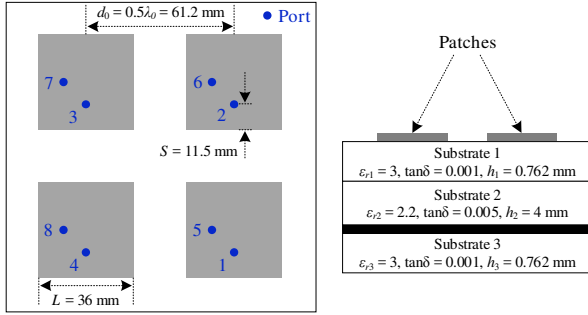 d₀ = 0.5λ₀ = 61.2 mm
Port
7
3
6
2
S = 11.5 mm
8
4
5
1
L = 36 mm
Patches
Substrate 1
εr1 = 3, tanδ = 0.001, h₁ = 0.762 mm
Substrate 2
εr2 = 2.2, tanδ = 0.005, h₂ = 4 mm
Substrate 3
εr3 = 3, tanδ = 0.001, h₃ = 0.762 mm